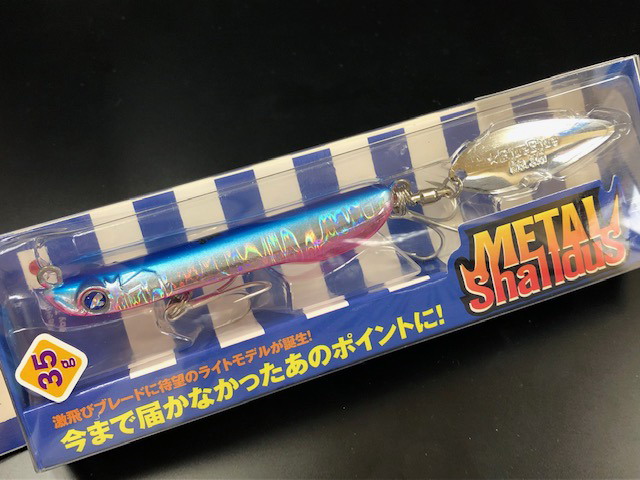 METAL
Shalldus
35g
激飛びブレードに待望のライトモデルが誕生!
今まで届かなかったあのポイントに!